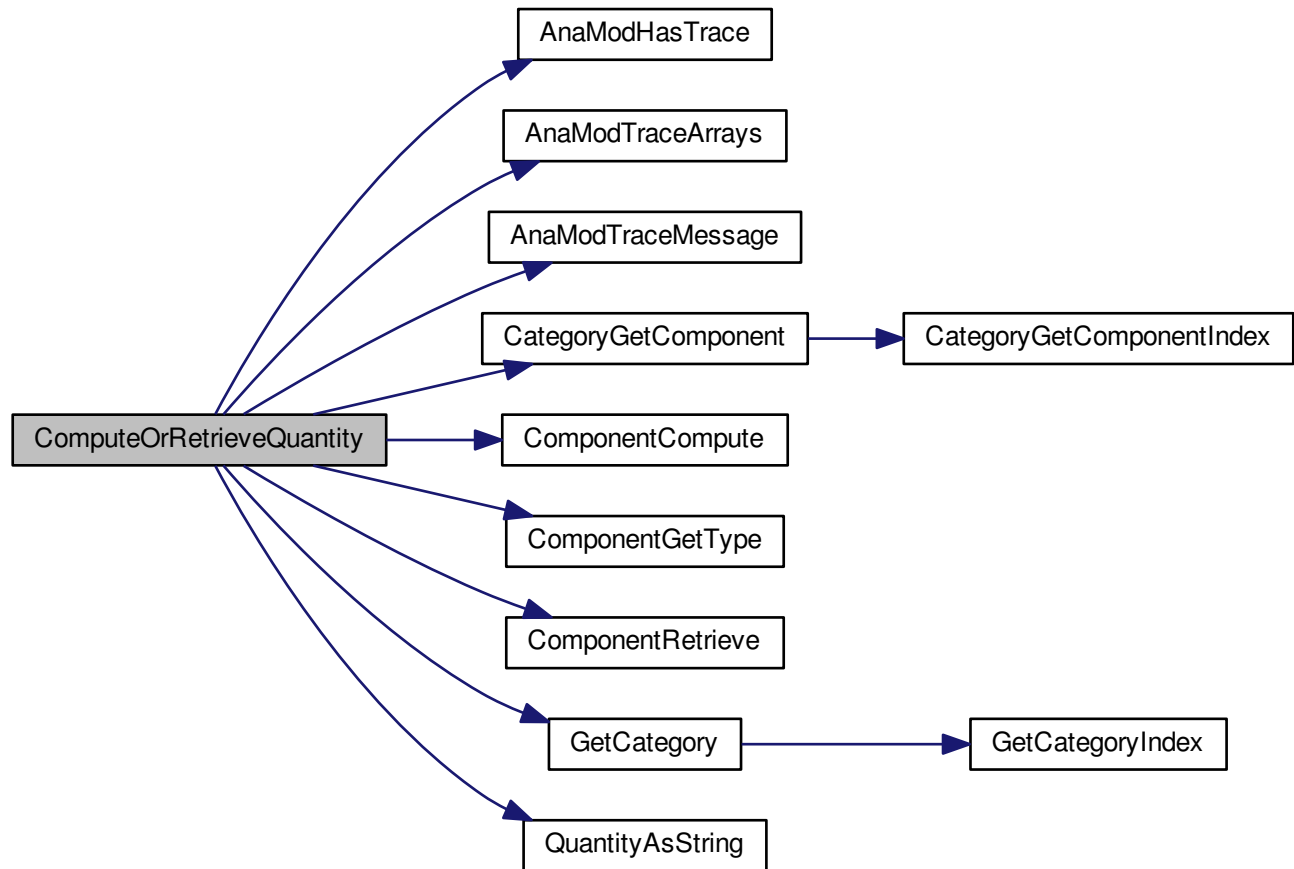 AnaModHasTrace
AnaModTraceArrays
AnaModTraceMessage
CategoryGetComponent
CategoryGetComponentIndex
ComputeOrRetrieveQuantity
ComponentCompute
ComponentGetType
ComponentRetrieve
GetCategory
GetCategoryIndex
QuantityAsString